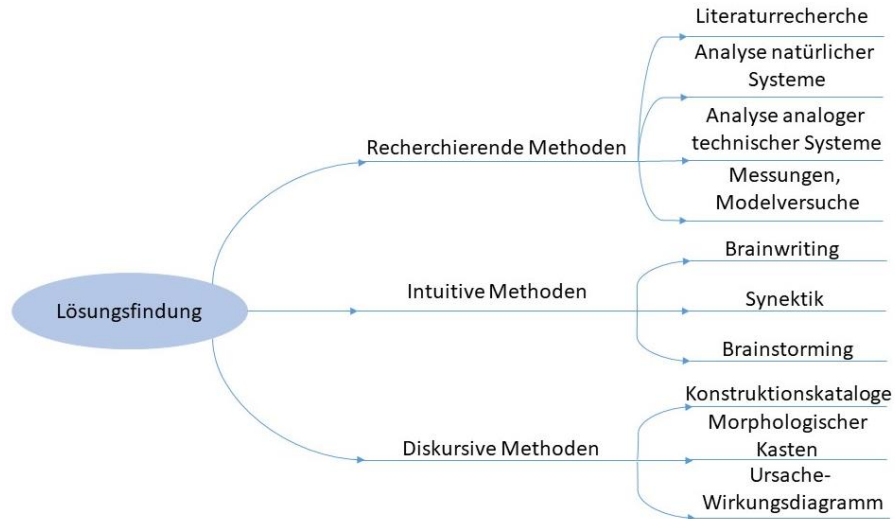 Lösungsfindung
Recherchierende Methoden
Literaturrecherche
Analyse natürlicher
Systeme
Analyse analoger
technischer Systeme
Messungen,
Modelversuche
Intuitive Methoden
Brainwriting
Synektik
Brainstorming
Diskursive Methoden
Konstruktionskataloge
Morphologischer
Kasten
Ursache-
Wirkungsdiagramm